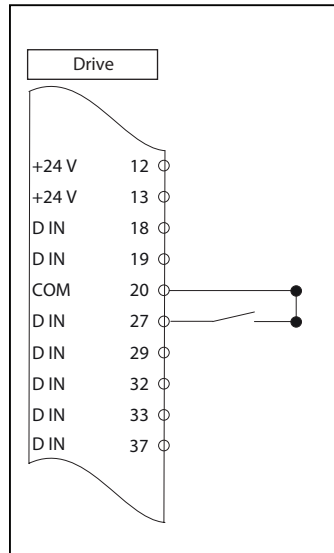 Drive
+24 V 12
+24 V 13
D IN 18
D IN 19
COM 20
D IN 27
D IN 29
D IN 32
D IN 33
D IN 37